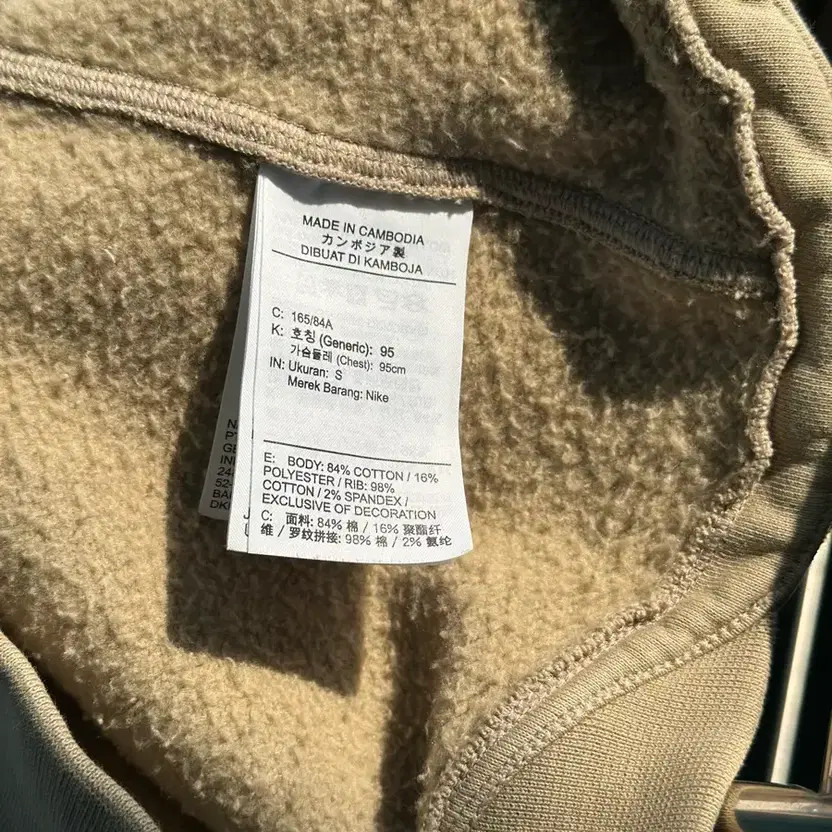 MADE IN CAMBODIA
カンボジア製
DIBUAT DI KAMBOJA
C: 165/84A
K: 호칭 (Generic): 95
가슴둘레 (Chest): 95cm
IN: Ukuran: S
Merek Barang: Nike
E: BODY: 84% COTTON / 16%
POLYESTER / RIB: 98%
COTTON / 2% SPANDEX /
EXCLUSIVE OF DECORATION
C: 面料: 84% 棉 / 16% 聚酯纤
维 / 罗纹拼接: 98% 棉 / 2% 氨纶